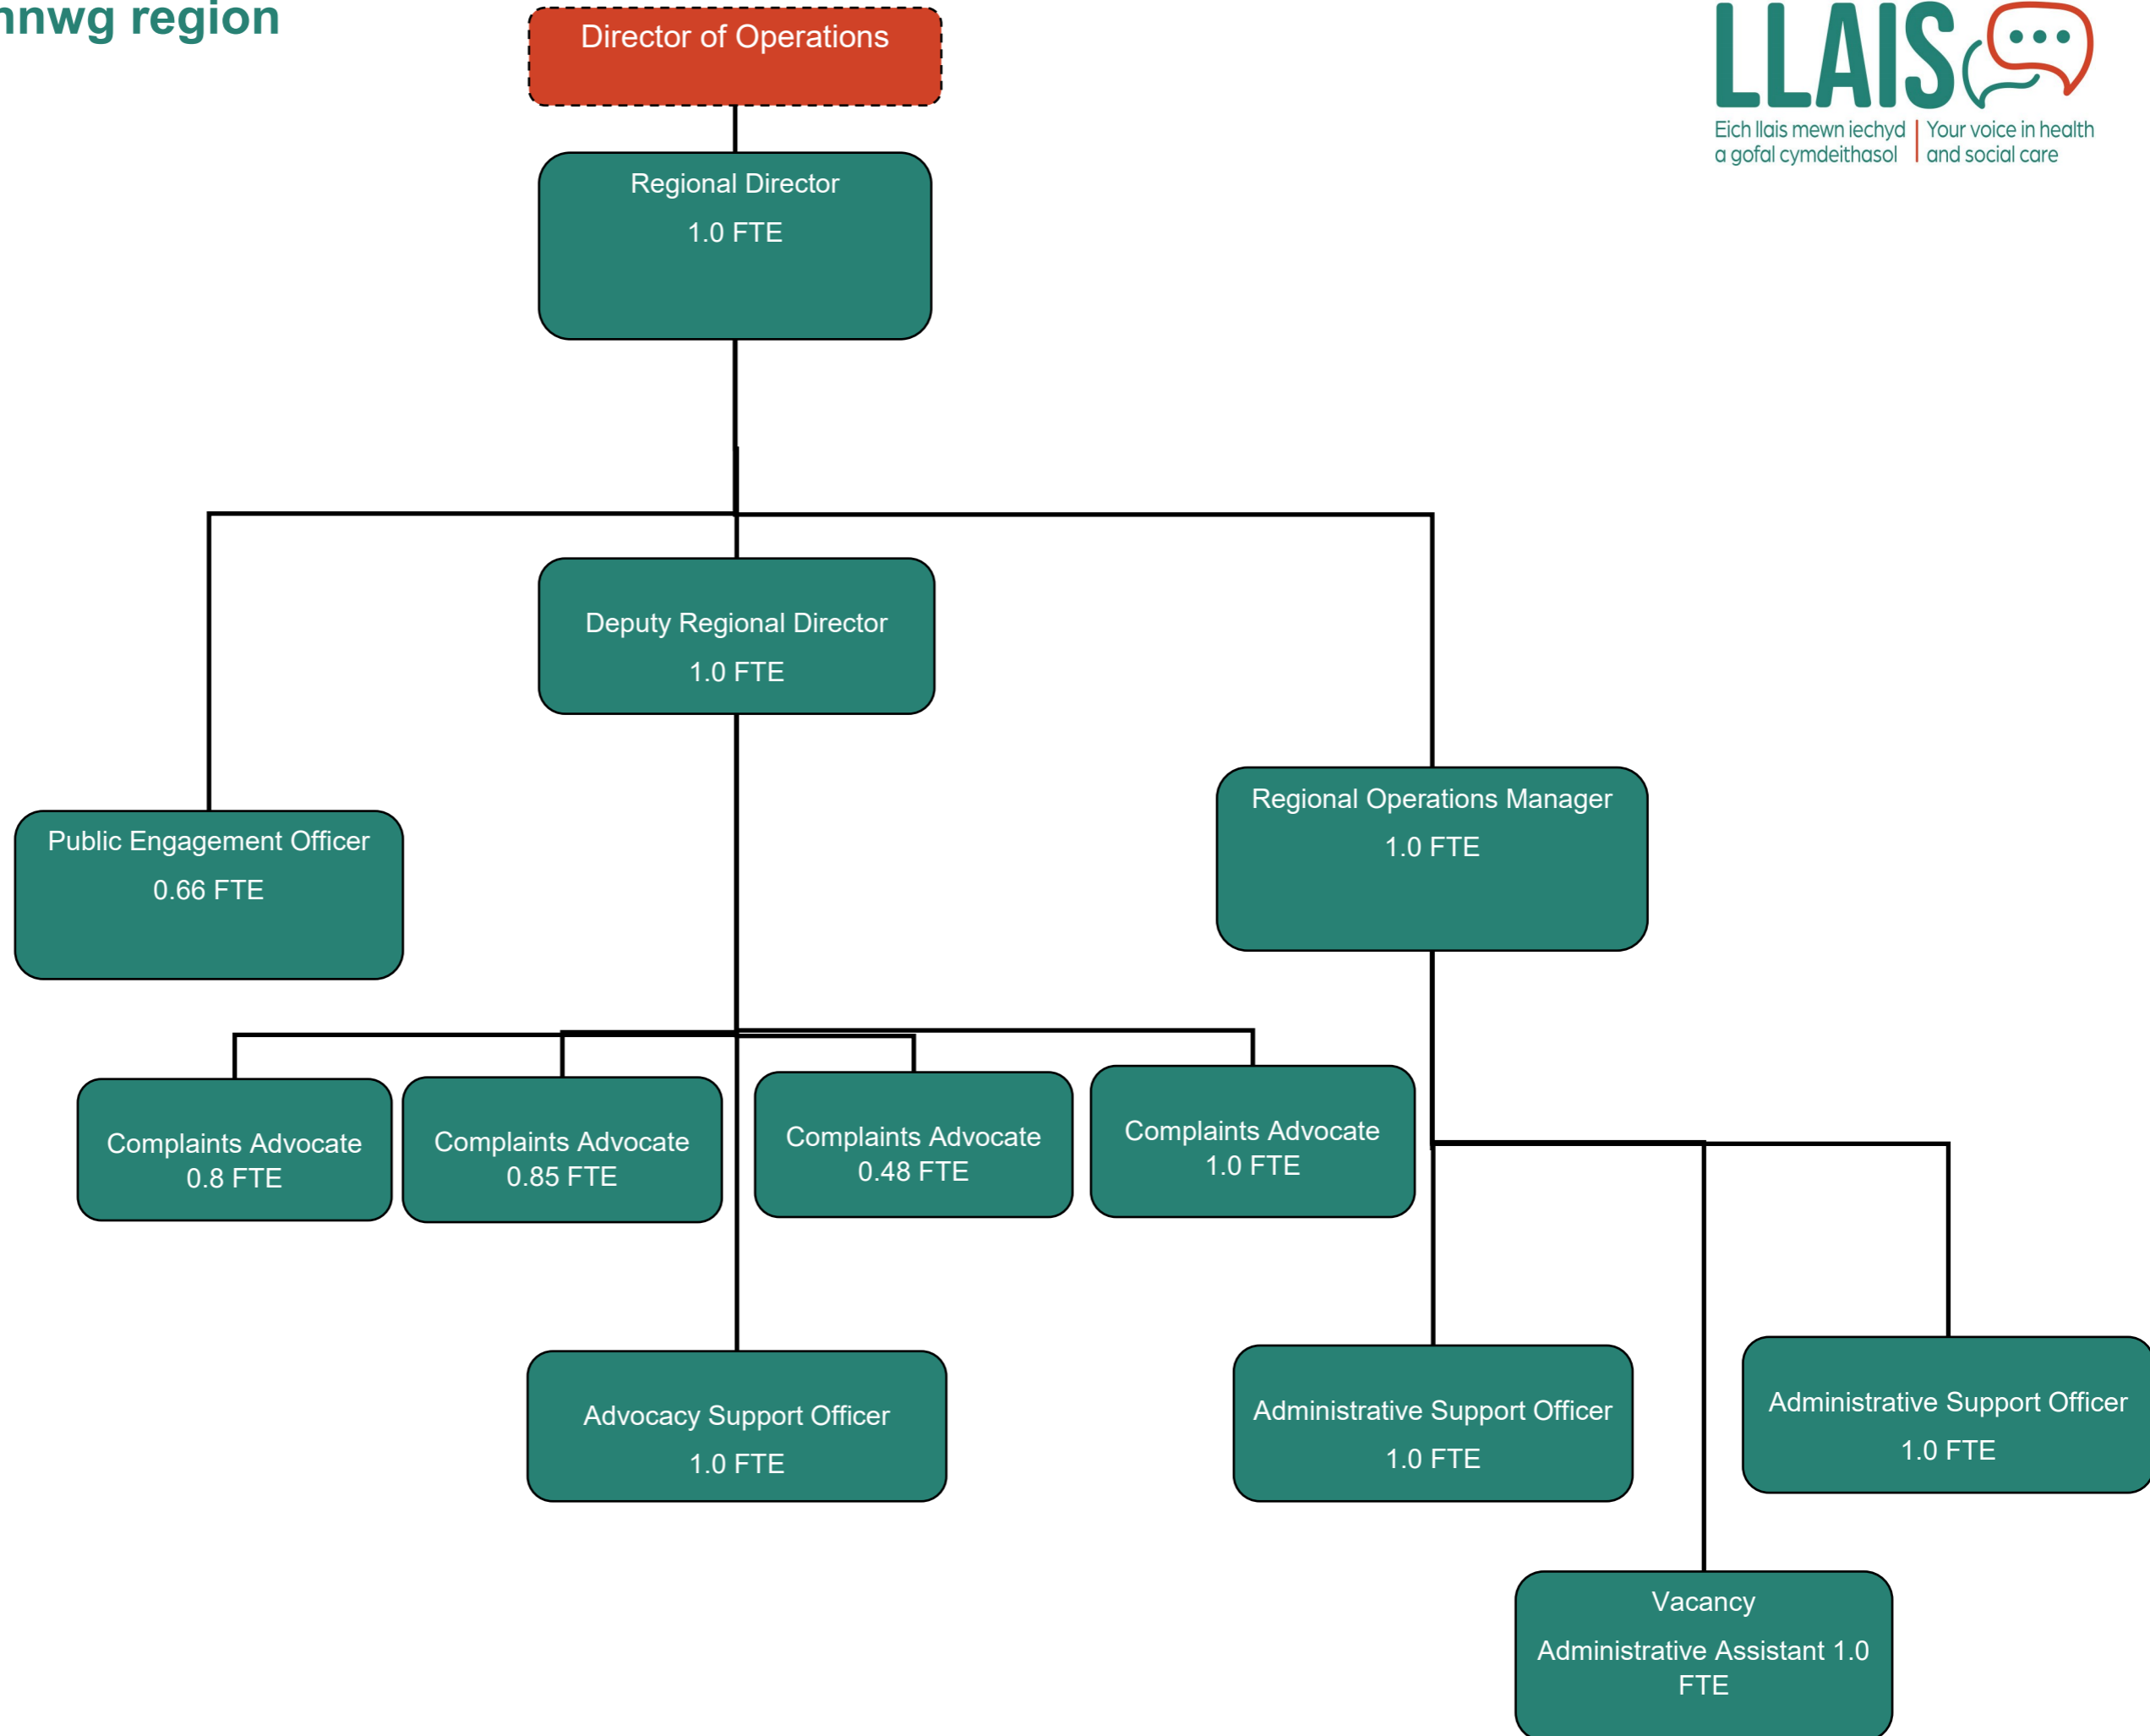 region
Director of Operations
LLAIS
Eich llais mewn iechyd
a gofal cymdeithasol
Your voice in health
and social care
Regional Director
1.0 FTE
Deputy Regional Director
1.0 FTE
Regional Operations Manager
1.0 FTE
Public Engagement Officer
0.66 FTE
Complaints Advocate
0.8 FTE
Complaints Advocate
0.85 FTE
Complaints Advocate
0.48 FTE
Complaints Advocate
1.0 FTE
Advocacy Support Officer
1.0 FTE
Administrative Support Officer
1.0 FTE
Administrative Support Officer
1.0 FTE
Vacancy
Administrative Assistant 1.0
FTE